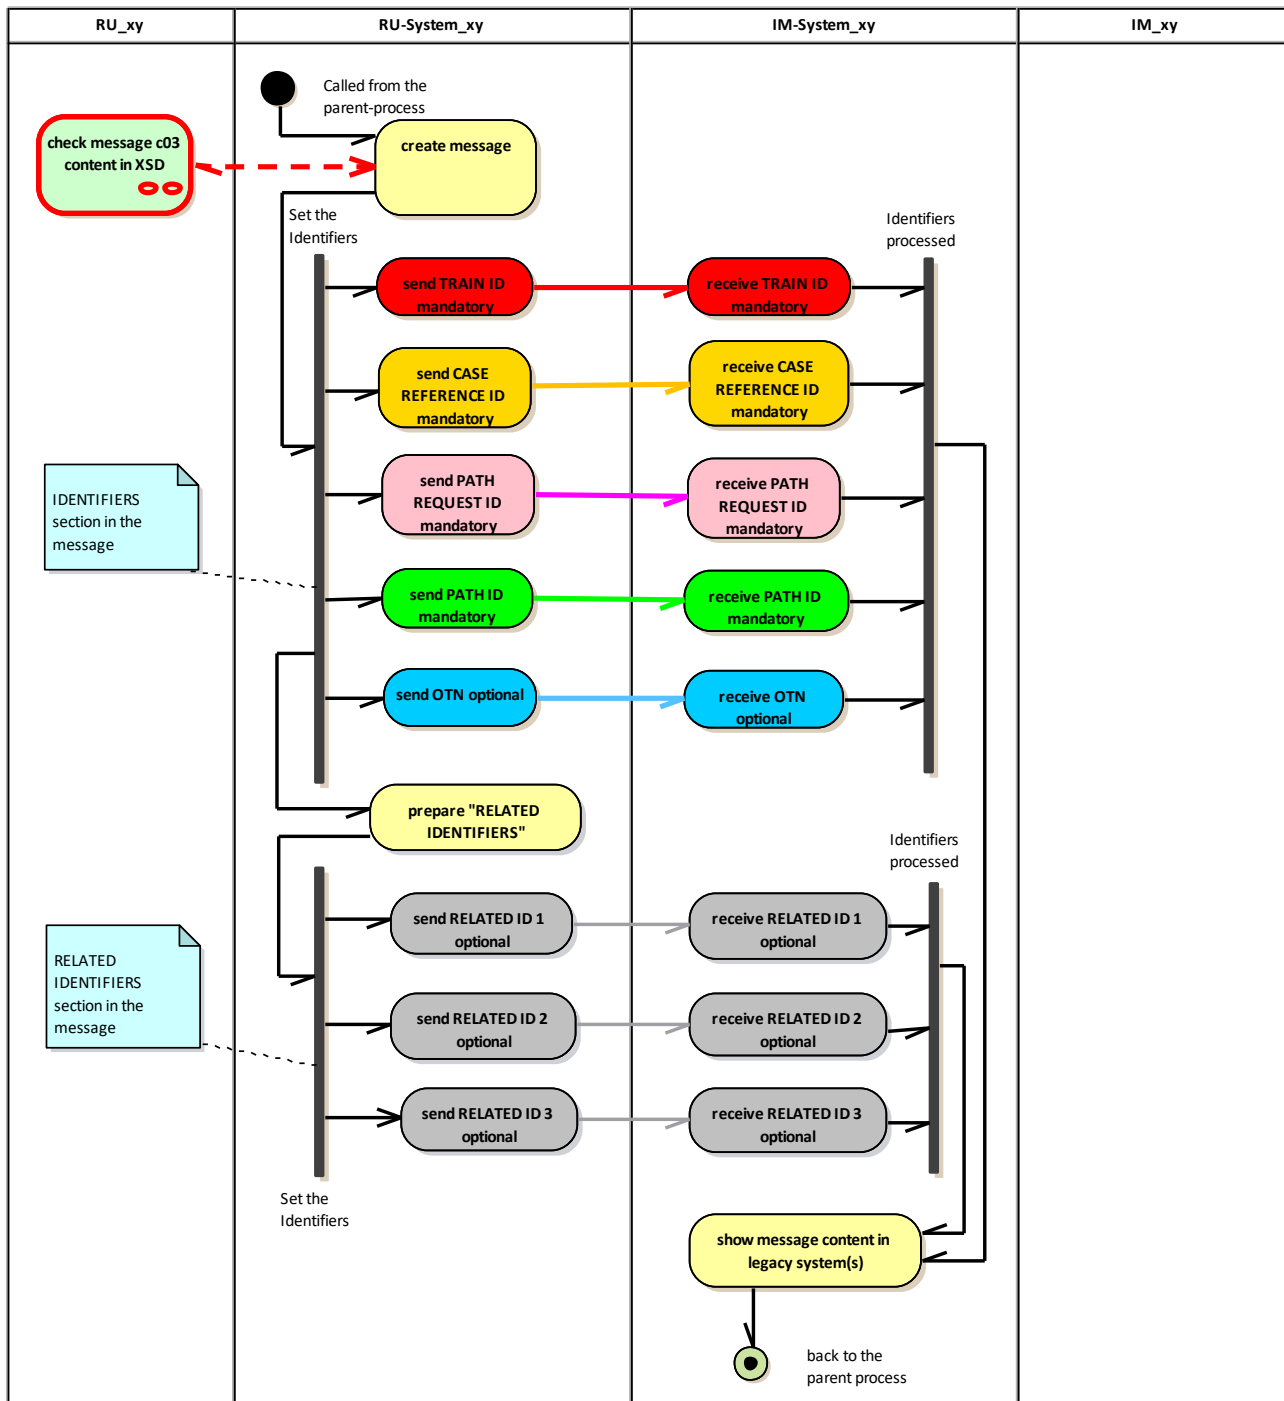 RU_xy
RU-System_xy
IM-System_xy
IM_xy
Called from the
parent-process
check message c03
content in XSD
create message
Set the
Identifiers
Identifiers
processed
send TRAIN ID
mandatory
receive TRAIN ID
mandatory
send CASE
REFERENCE ID
mandatory
receive CASE
REFERENCE ID
mandatory
IDENTIFIERS
section in the
message
send PATH
REQUEST ID
mandatory
receive PATH
REQUEST ID
mandatory
send PATH ID
mandatory
receive PATH ID
mandatory
send OTN optional
receive OTN
optional
prepare "RELATED
IDENTIFIERS"
Identifiers
processed
send RELATED ID 1
optional
receive RELATED ID 1
optional
RELATED
IDENTIFIERS
section in the
message
send RELATED ID 2
optional
receive RELATED ID 2
optional
send RELATED ID 3
optional
receive RELATED ID 3
optional
Set the
Identifiers
show message content in
legacy system(s)
back to the
parent process